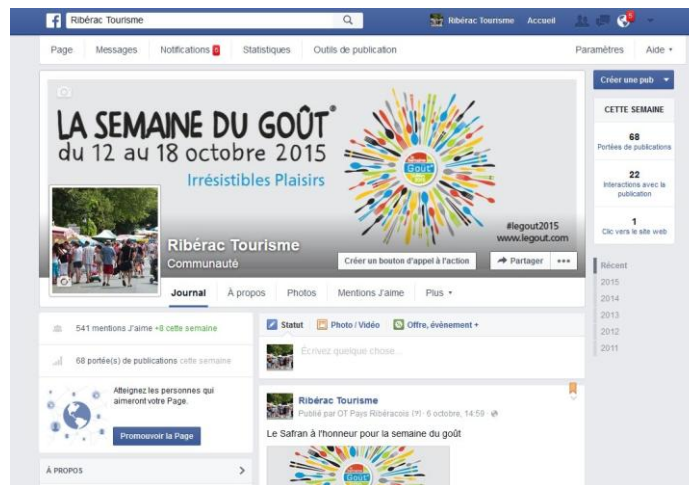 Ribérac Tourisme
Ribérac Tourisme Accueil
Page Messages Notifications Statistiques Outils de publication Paramètres Aide
Créer une pub
LA SEMAINE DU GOÛT®
du 12 au 18 octobre 2015
Irrésistibles Plaisirs
Goût
#legout2015
www.legout.com
Ribérac Tourisme
Communauté
Créer un bouton d'appel à l'action Partager
Journal À propos Photos Mentions J'aime Plus
CETTE SEMAINE
68
Portées de publications
22
Interactions avec la
publication
1
Clic vers le site web
Récent
2015
2014
2013
2012
2011
541 mentions J'aime +8 cette semaine
68 portée(s) de publications cette semaine
Atteignez les personnes qui
aimeront votre Page.
Promouvoir la Page
À PROPOS
Statut Photo / Vidéo Offre, évènement +
Écrivez quelque chose...
Ribérac Tourisme
Publié par OT Pays Ribéracois [?] · 6 octobre, 14:59 ·
Le Safran à l'honneur pour la semaine du goût